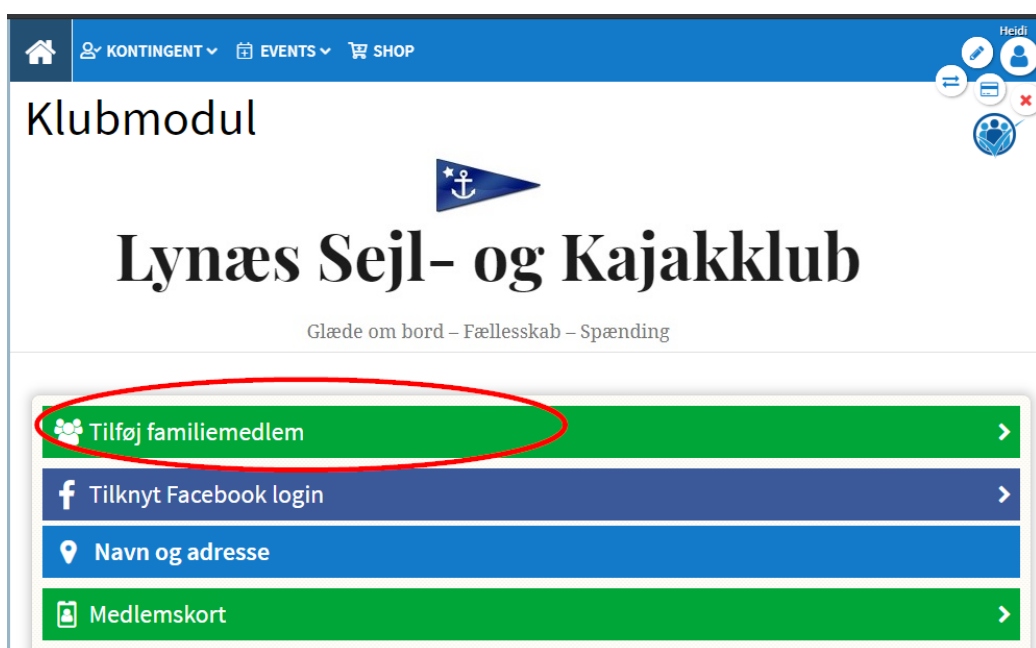 Heidi
KONTINGENT EVENTS SHOP
Klubmodul
Lynæs Sejl- og Kajakklub
Glæde om bord – Fællesskab – Spænding
Tilføj familiemedlem
Tilknyt Facebook login
Navn og adresse
Medlemskort